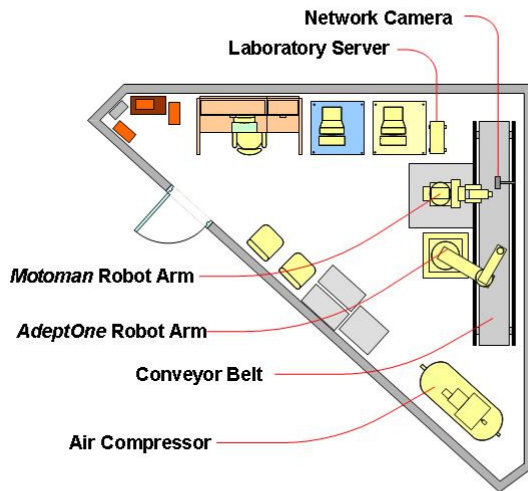 Network Camera
Laboratory Server
Motoman Robot Arm
AdeptOne Robot Arm
Conveyor Belt
Air Compressor